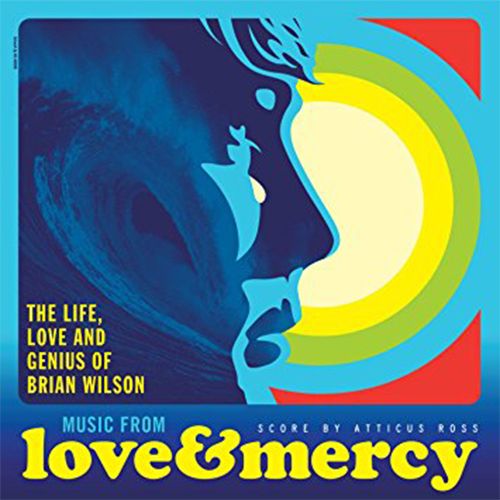 THE LIFE,
LOVE AND
GENIUS OF
BRIAN WILSON
MUSIC FROM
SCORE BY ATTICUS ROSS
love&mercy